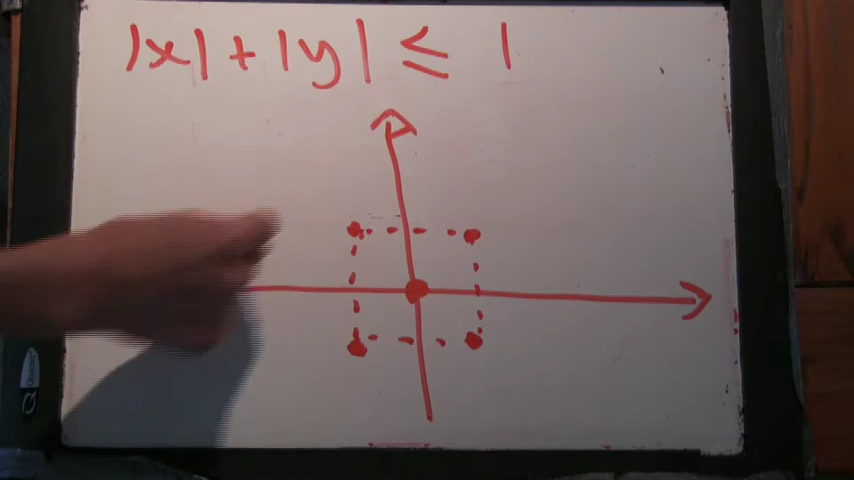 |x| + |y| ≤ 1